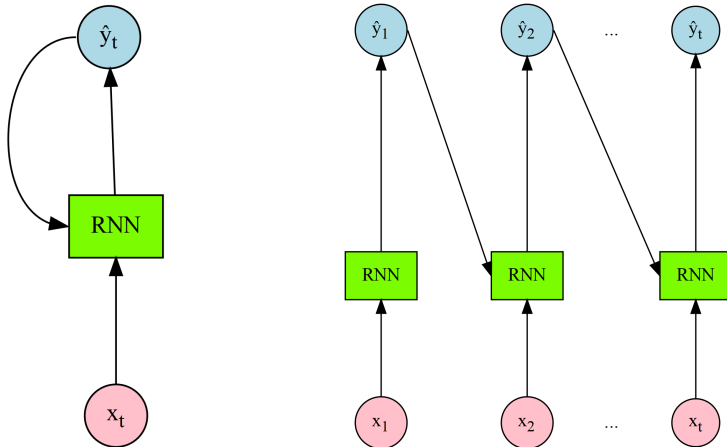 ŷt
RNN
xt
ŷ1 ŷ2 ... ŷt
RNN RNN RNN
x1 x2 ... xt